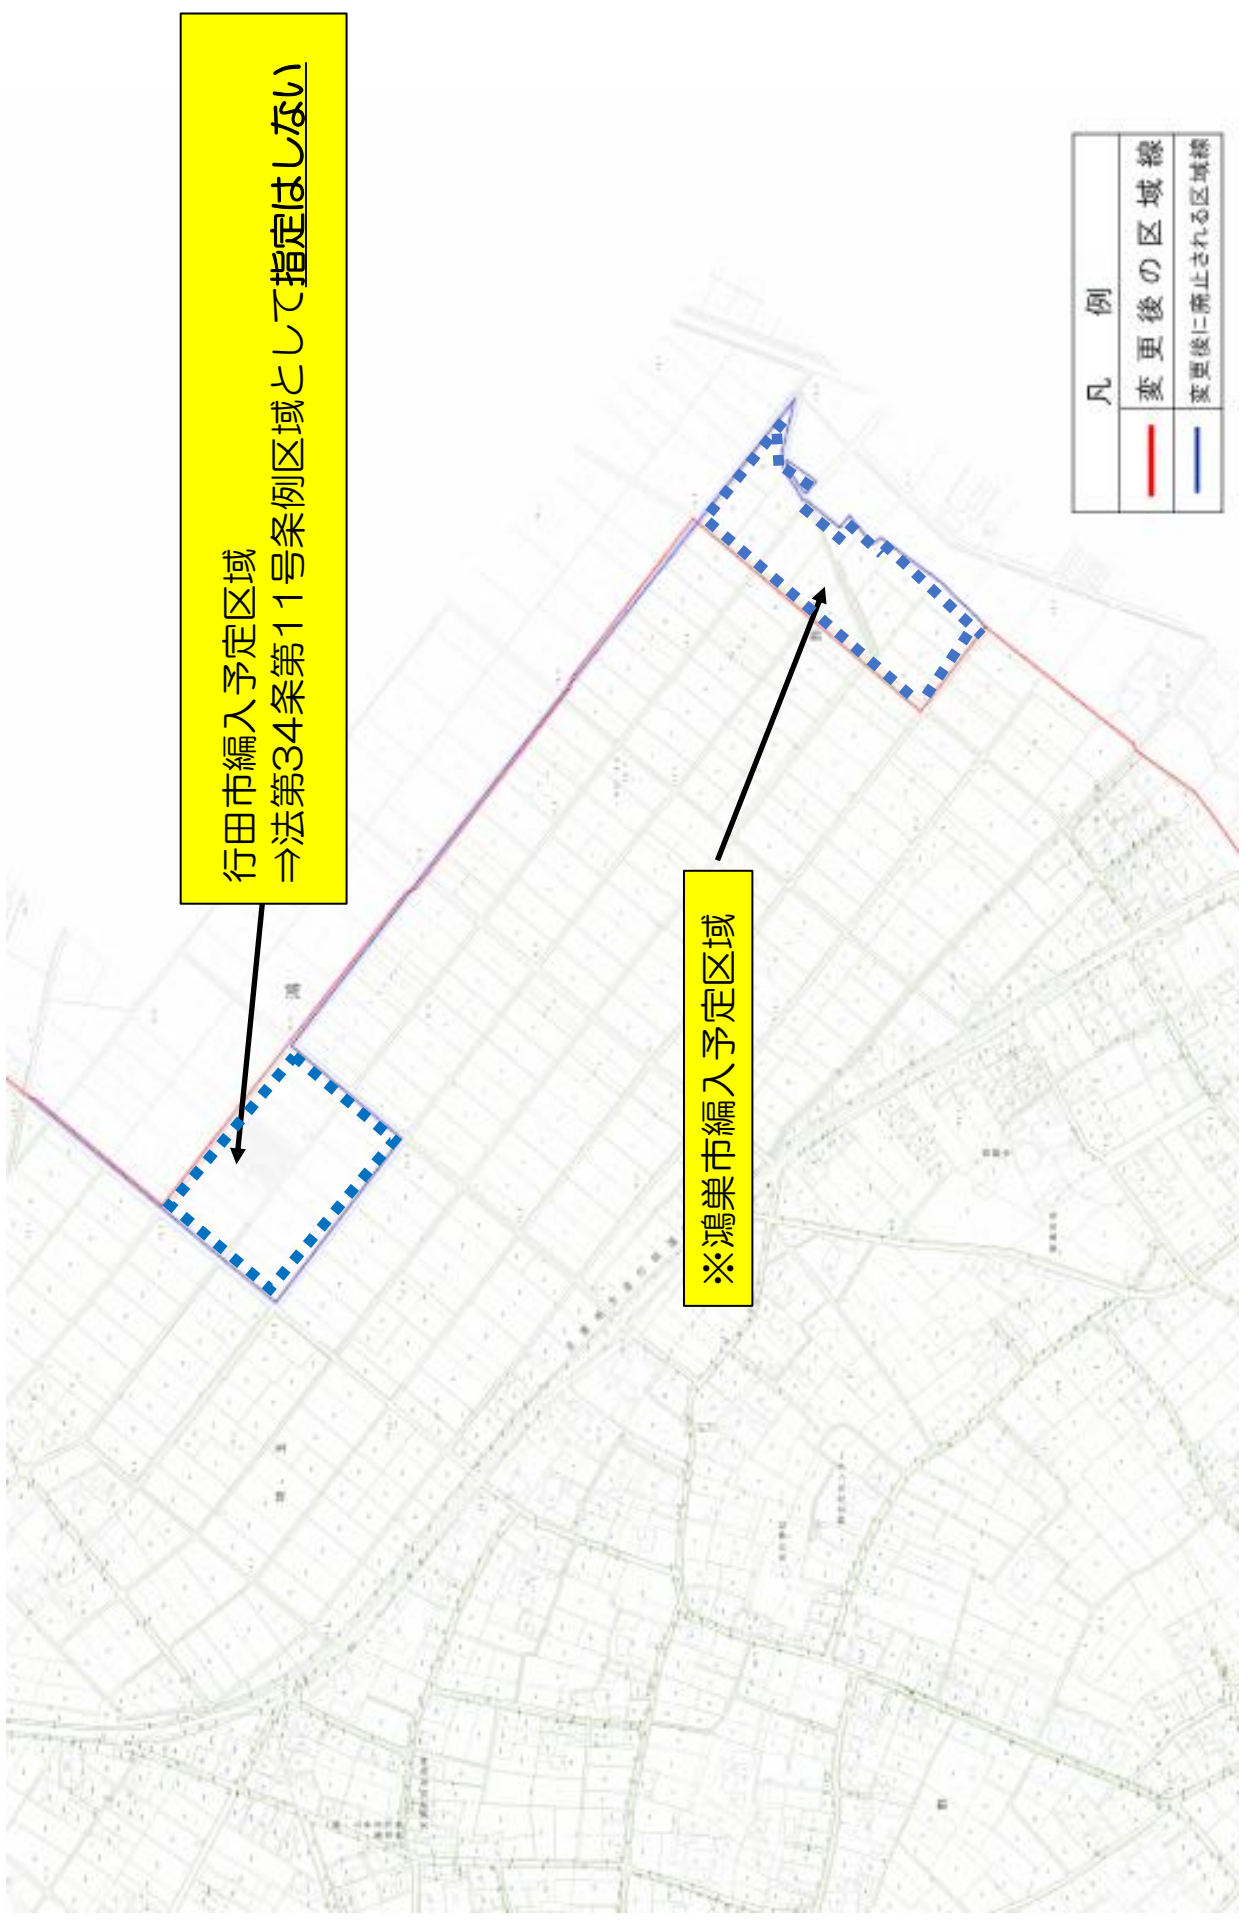 行田市編入予定区域
⇒法第34条第11号条例区域として指定はしない
※鴻巣市編入予定区域
凡　例
変更後の区域線
変更後に廃止される区域線
鴻